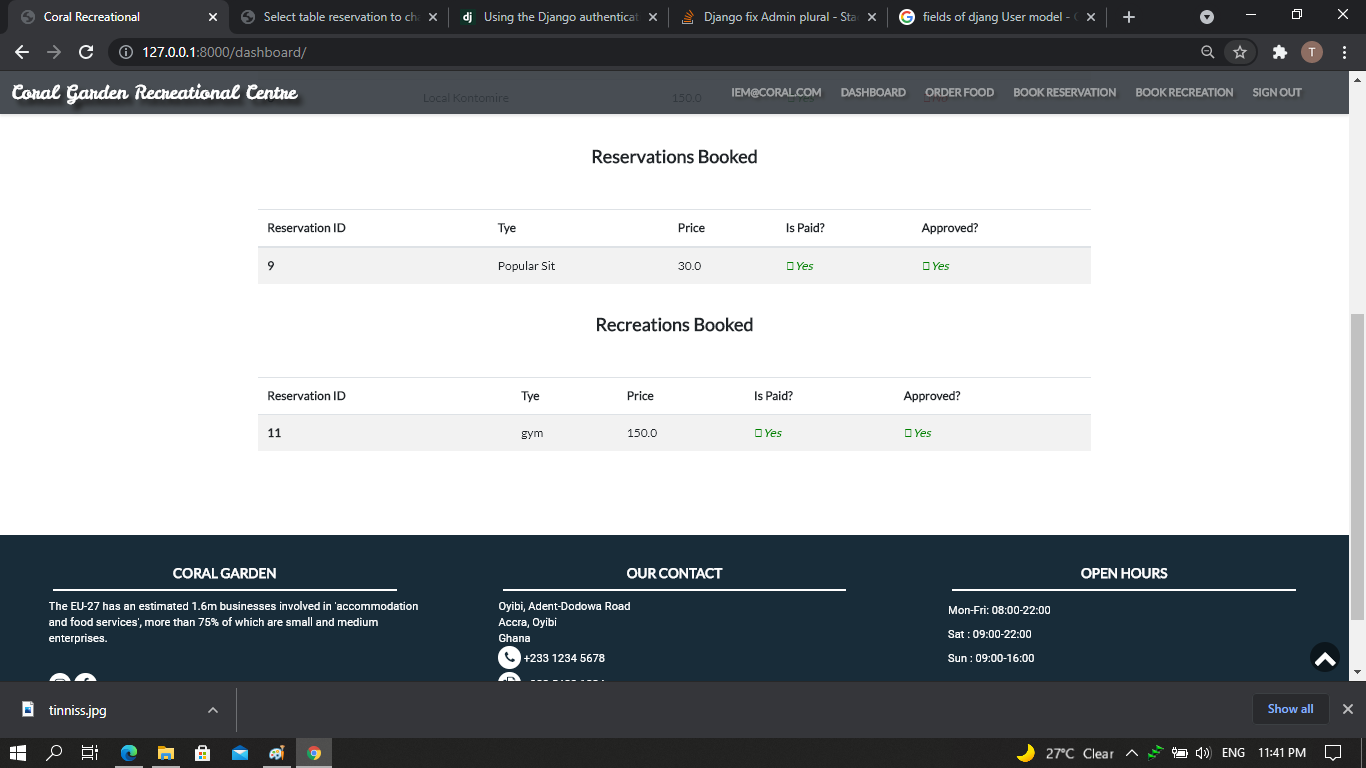 Coral Recreational
Select table reservation to ch
Using the Django authenticat
Django fix Admin plural - Sta
fields of djang User model -
127.0.0.1:8000/dashboard/
T
Coral Garden Recreational Centre
Local Kontomire 150.0 Yes No
IEM@CORAL.COM DASHBOARD ORDER FOOD BOOK RESERVATION BOOK RECREATION SIGN OUT
Reservations Booked
Reservation ID Tye Price Is Paid? Approved?
9 Popular Sit 30.0 Yes Yes
Recreations Booked
Reservation ID Tye Price Is Paid? Approved?
11 gym 150.0 Yes Yes
CORAL GARDEN
The EU-27 has an estimated 1.6m businesses involved in 'accommodation
and food services', more than 75% of which are small and medium
enterprises.
OUR CONTACT
Oyibi, Adent-Dodowa Road
Accra, Oyibi
Ghana
+233 1234 5678
OPEN HOURS
Mon-Fri: 08:00-22:00
Sat : 09:00-22:00
Sun : 09:00-16:00
tinniss.jpg
Show all
27°C Clear ENG 11:41 PM